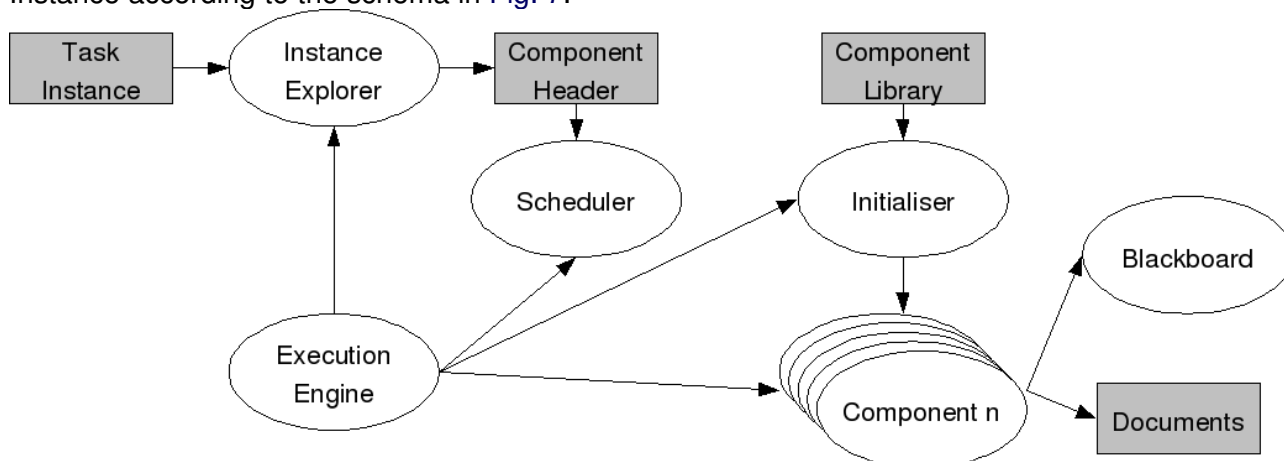 Instance according to the schema in Fig. 7.
Task
Instance
Instance
Explorer
Component
Header
Component
Library
Scheduler
Initialiser
Blackboard
Execution
Engine
Component n
Documents